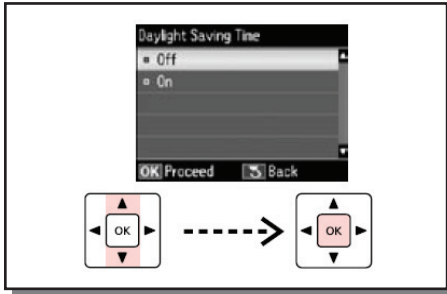 Daylight Saving Time
Off
On
OK Proceed Back
OK OK